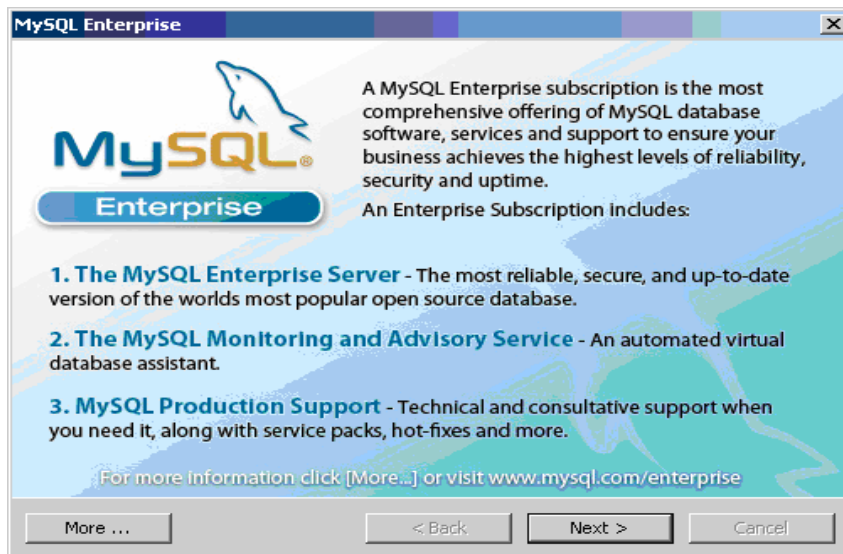 MySQL Enterprise
MySQL®
Enterprise
A MySQL Enterprise subscription is the most
comprehensive offering of MySQL database
software, services and support to ensure your
business achieves the highest levels of reliability,
security and uptime.
An Enterprise Subscription includes:
1. The MySQL Enterprise Server - The most reliable, secure, and up-to-date
version of the worlds most popular open source database.
2. The MySQL Monitoring and Advisory Service - An automated virtual
database assistant.
3. MySQL Production Support - Technical and consultative support when
you need it, along with service packs, hot-fixes and more.
For more information click [More...] or visit www.mysql.com/enterprise
More ...
< Back
Next >
Cancel